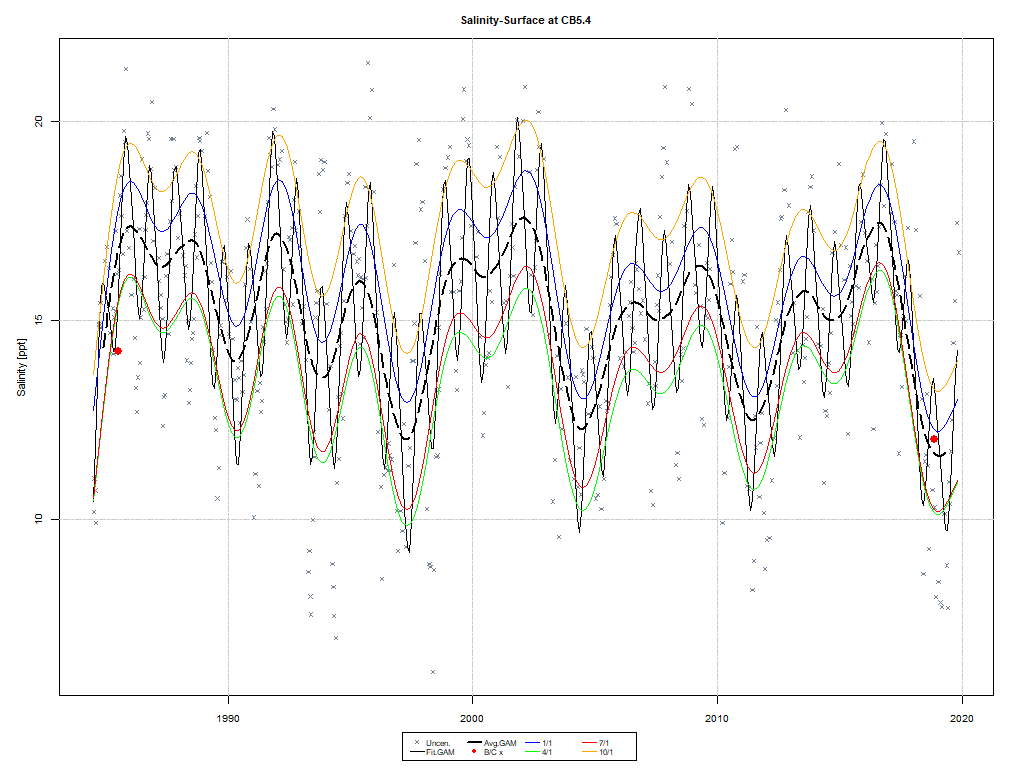 Salinity-Surface at CB5.4
Salinity [ppt]
20
15
10
1990 2000 2010 2020
Uncen. Avg.GAM 1/1 7/1
Fit.GAM B/C x 4/1 10/1